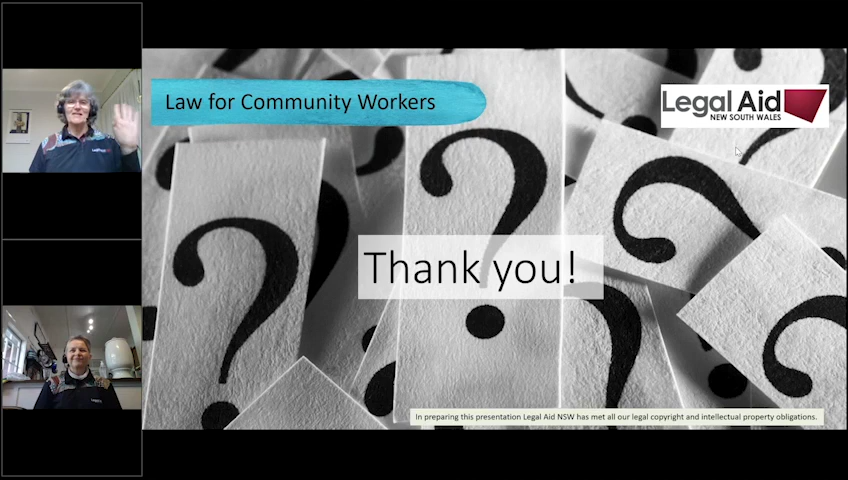 Law for Community Workers
Legal Aid
NEW SOUTH WALES
Thank you!
In preparing this presentation Legal Aid NSW has met all our legal copyright and intellectual property obligations.